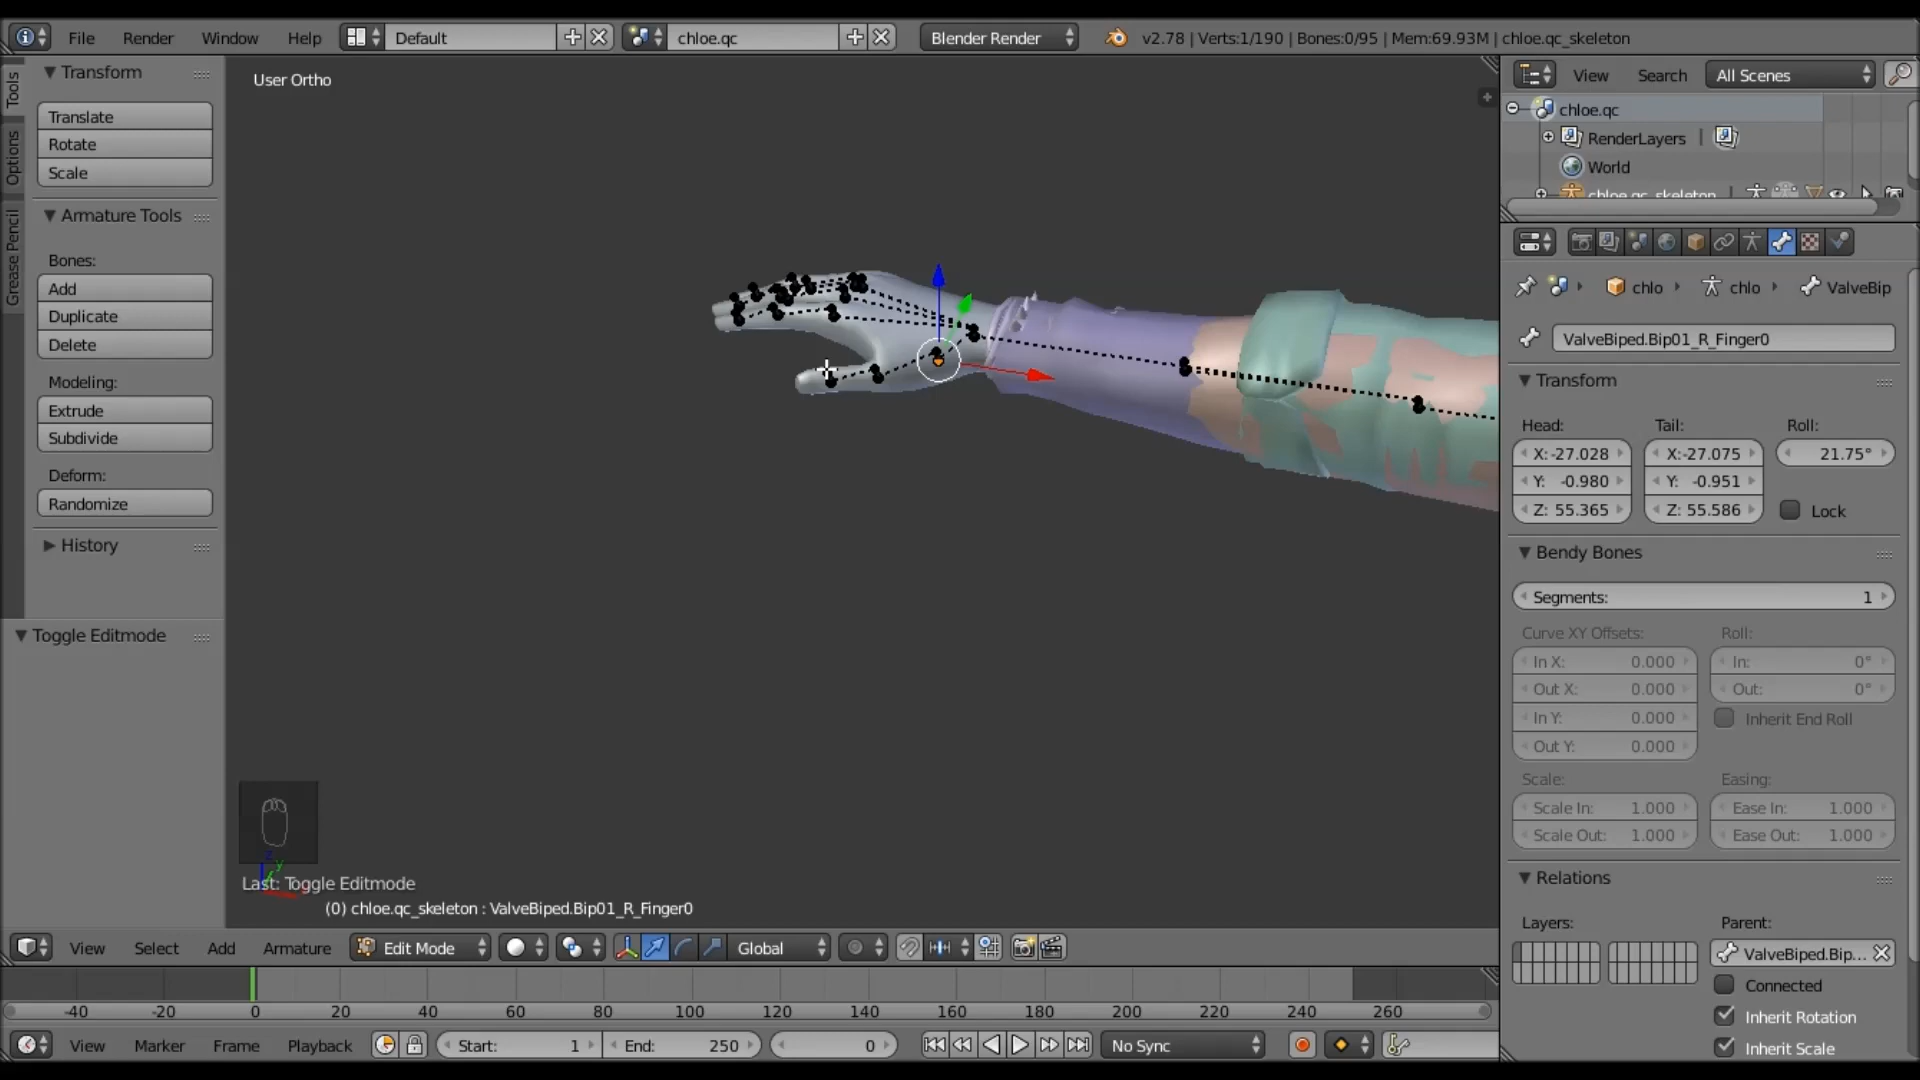 File Render Window Help Default chloe.qc Blender Render v2.78 | Verts:1/190 | Bones:0/95 | Mem:69.93M | chloe.qc_skeleton
Tools
Options
Grease Pencil
Transform
Translate
Rotate
Scale
Armature Tools
Bones:
Add
Duplicate
Delete
Modeling:
Extrude
Subdivide
Deform:
Randomize
History
Toggle Editmode
User Ortho
Last: Toggle Editmode
(0) chloe.qc_skeleton : ValveBiped.Bip01_R_Finger0
View Select Add Armature Edit Mode Global
-40 -20 0 20 40 60 80 100 120 140 160 180 200 220 240 260
View Marker Frame Playback Start: 1 End: 250 0 No Sync
View Search All Scenes
chloe.qc
RenderLayers |
World
chloe.qc_skeleton |
chlo chlo ValveBip
ValveBiped.Bip01_R_Finger0
Transform
Head: Tail: Roll:
X:-27.028 X:-27.075 21.75°
Y: -0.980 Y: -0.951
Z: 55.365 Z: 55.586 Lock
Bendy Bones
Segments: 1
Curve XY Offsets: Roll:
In X: 0.000 In: 0°
Out X: 0.000 Out: 0°
In Y: 0.000 Inherit End Roll
Out Y: 0.000
Scale: Easing:
Scale In: 1.000 Ease In: 1.000
Scale Out: 1.000 Ease Out: 1.000
Relations
Layers: Parent:
ValveBiped.Bip...
Connected
Inherit Rotation
Inherit Scale